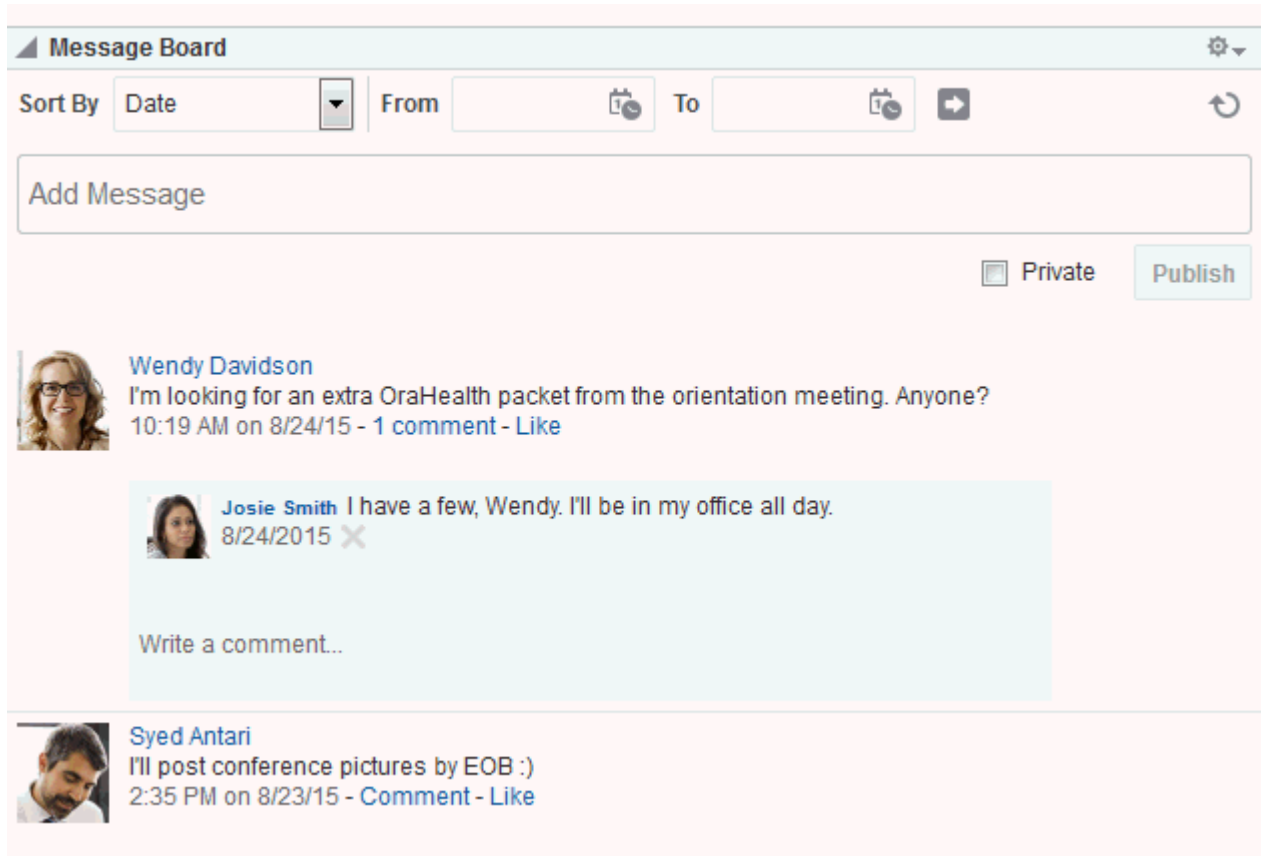 Message Board
Sort By Date From To
Add Message
Private Publish
Wendy Davidson
I'm looking for an extra OraHealth packet from the orientation meeting. Anyone?
10:19 AM on 8/24/15 - 1 comment - Like
Josie Smith I have a few, Wendy. I'll be in my office all day.
8/24/2015
Write a comment...
Syed Antari
I'll post conference pictures by EOB :)
2:35 PM on 8/23/15 - Comment - Like